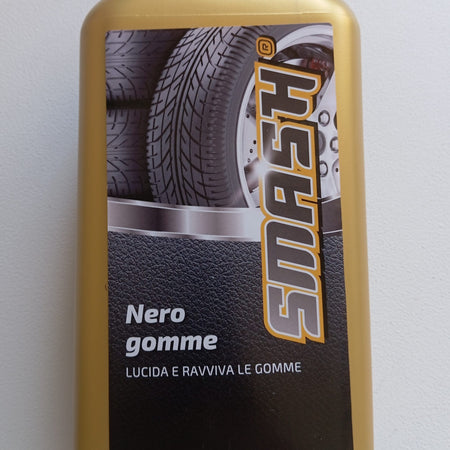 SMASH®
Nero
gomme
LUCIDA E RAVVIVA LE GOMME